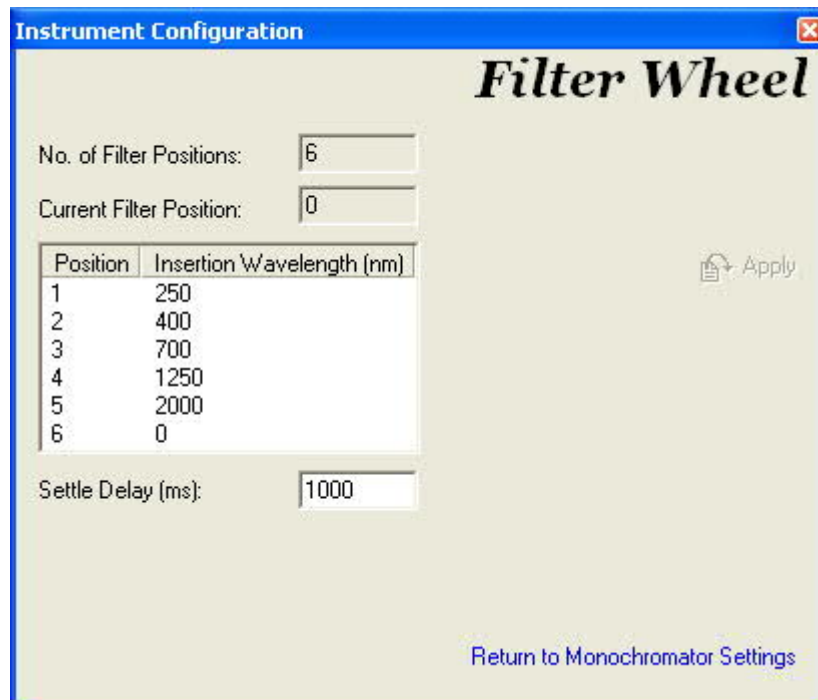 Instrument Configuration
Filter Wheel
No. of Filter Positions: 6
Current Filter Position: 0
Position Insertion Wavelength (nm)
1 250
2 400
3 700
4 1250
5 2000
6 0
Apply
Settle Delay (ms): 1000
Return to Monochromator Settings